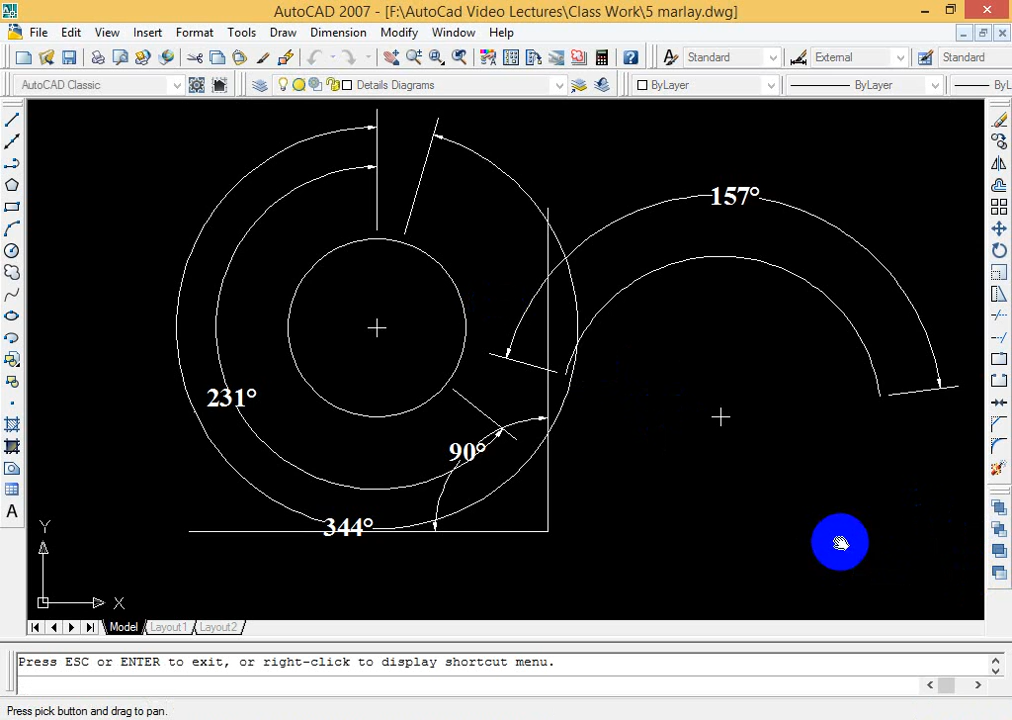 AutoCAD 2007 - [F:\AutoCad Video Lectures\Class Work\5 marlay.dwg]
File Edit View Insert Format Tools Draw Dimension Modify Window Help
Standard External Standard
AutoCAD Classic Details Diagrams ByLayer ByLayer ByL
157°
231°
90°
344°
Y
X
A
Model Layout1 Layout2
Press ESC or ENTER to exit, or right-click to display shortcut menu.
Press pick button and drag to pan.